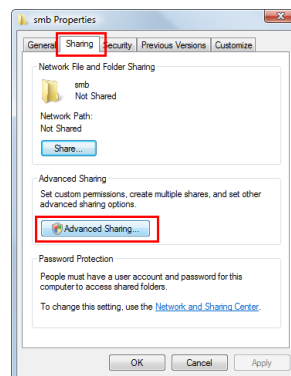 smb Properties
General Sharing Security Previous Versions Customize
Network File and Folder Sharing
smb
Not Shared
Network Path:
Not Shared
Share...
Advanced Sharing
Set custom permissions, create multiple shares, and set other
advanced sharing options.
Advanced Sharing...
Password Protection
People must have a user account and password for this
computer to access shared folders.
To change this setting, use the Network and Sharing Center.
OK Cancel Apply